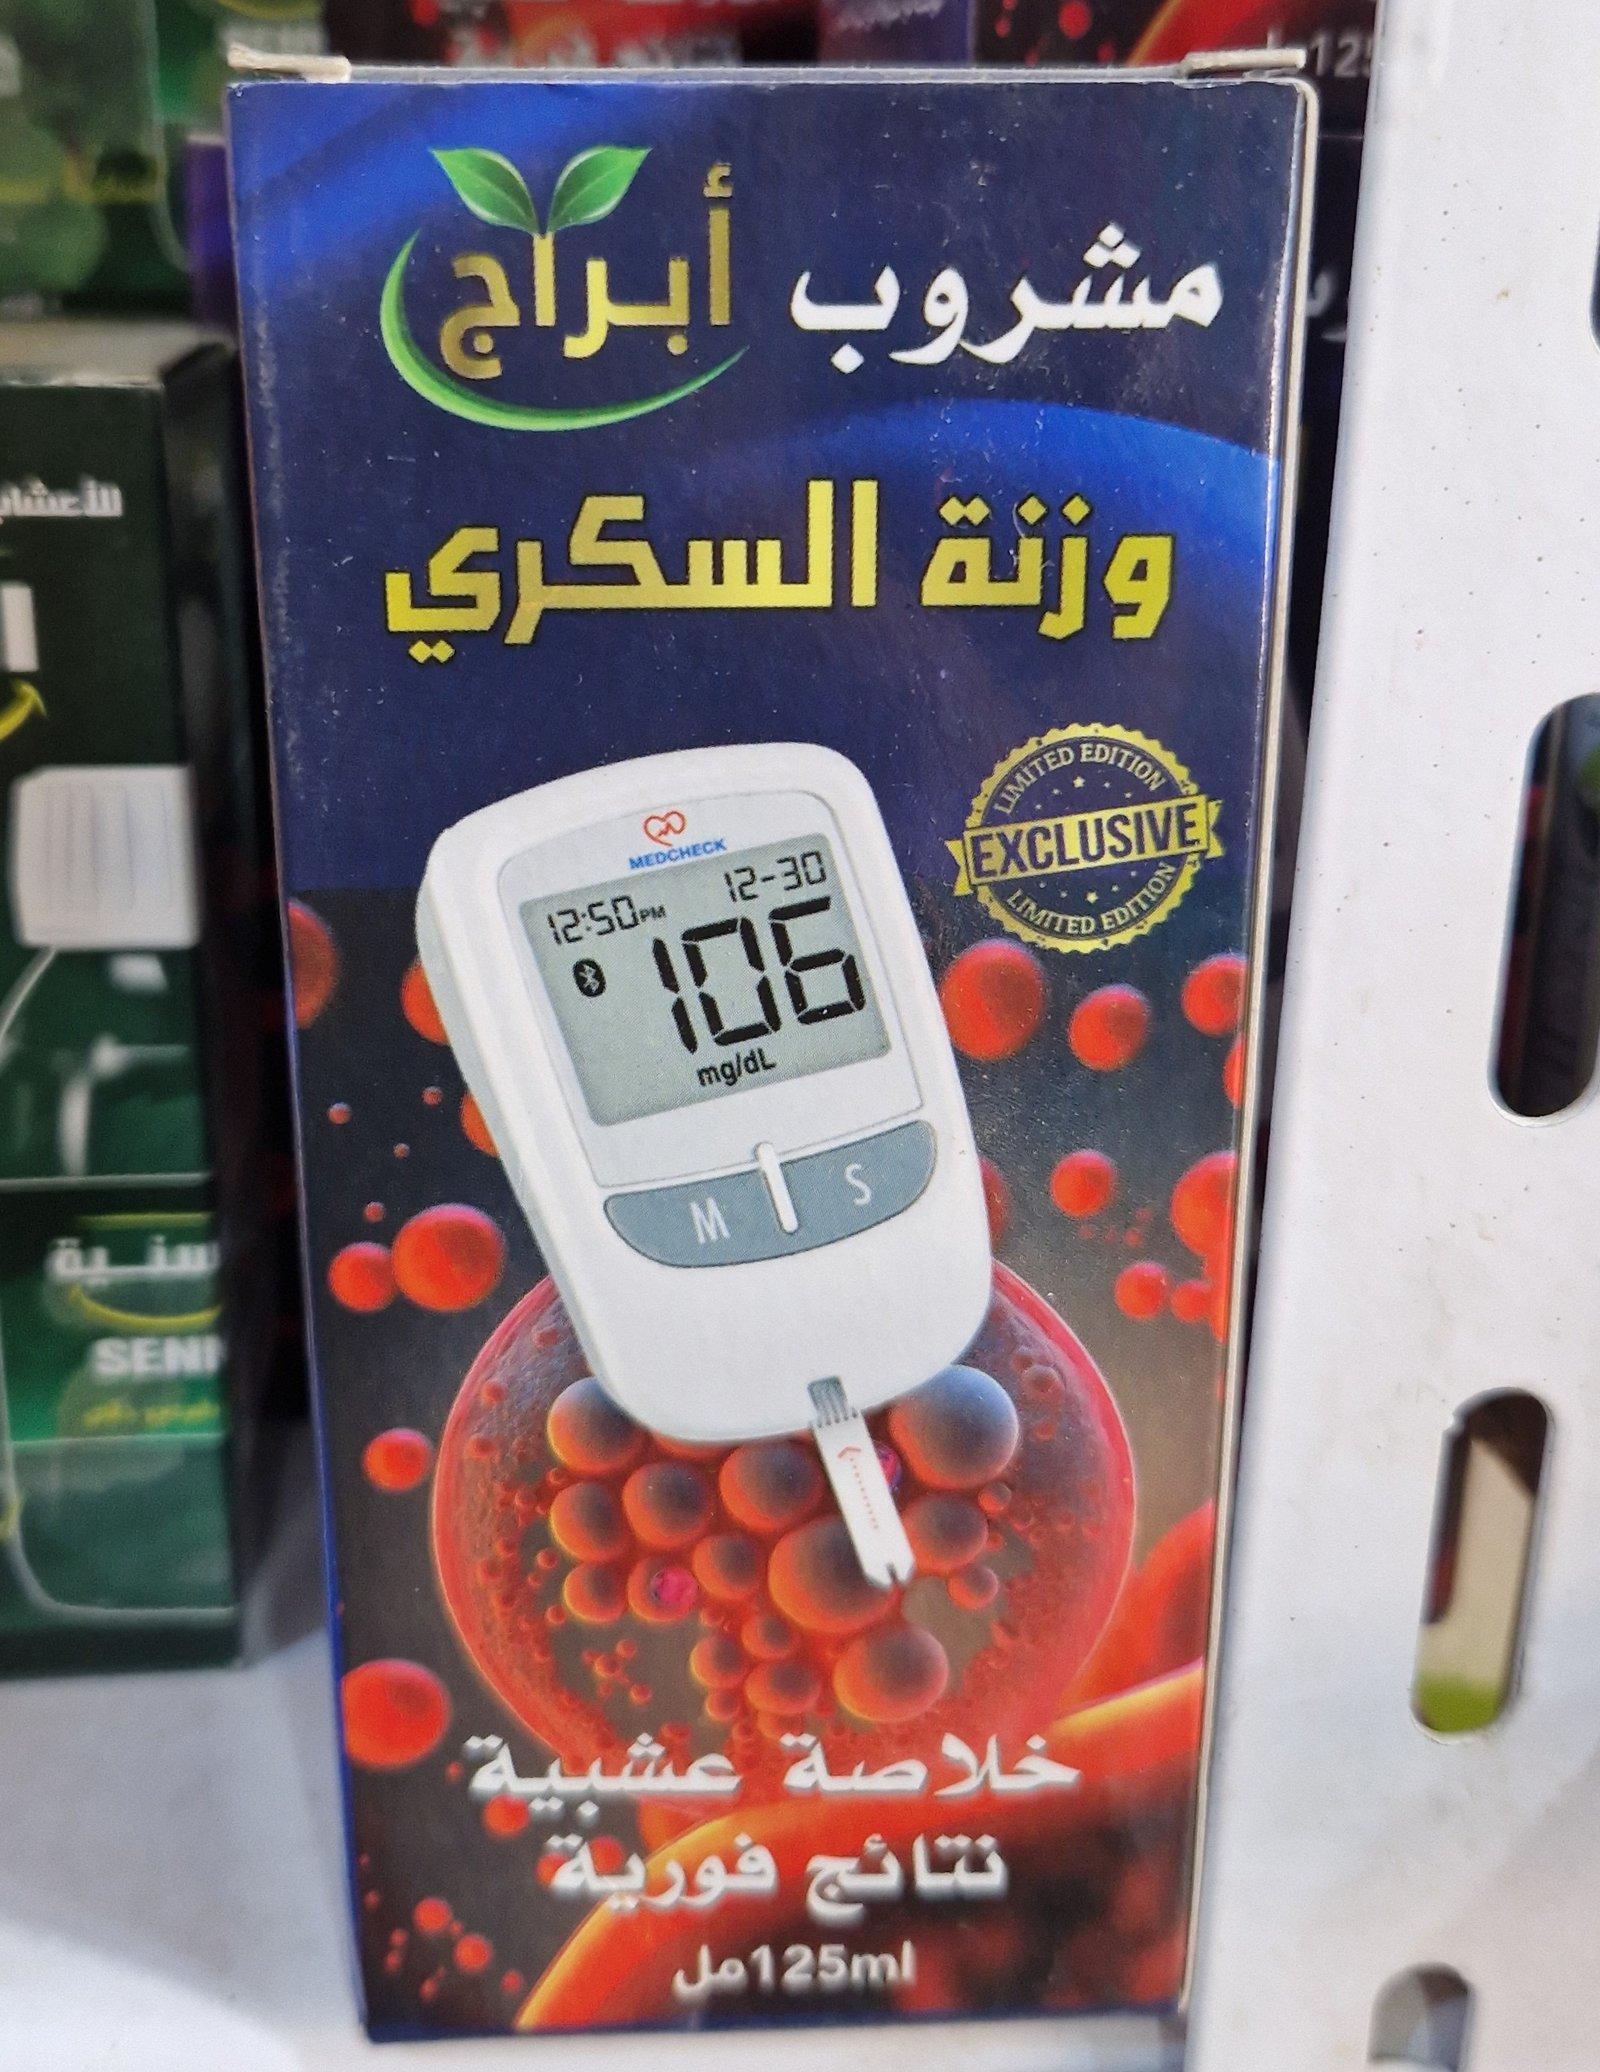 مشروب أبراج
وزنة السكري
LIMITED EDITION
EXCLUSIVE
LIMITED EDITION
MEDCHECK
12:50PM 12-30
106
mg/dL
M S
خلاصة عشبية
نتائج فورية
125ml مل